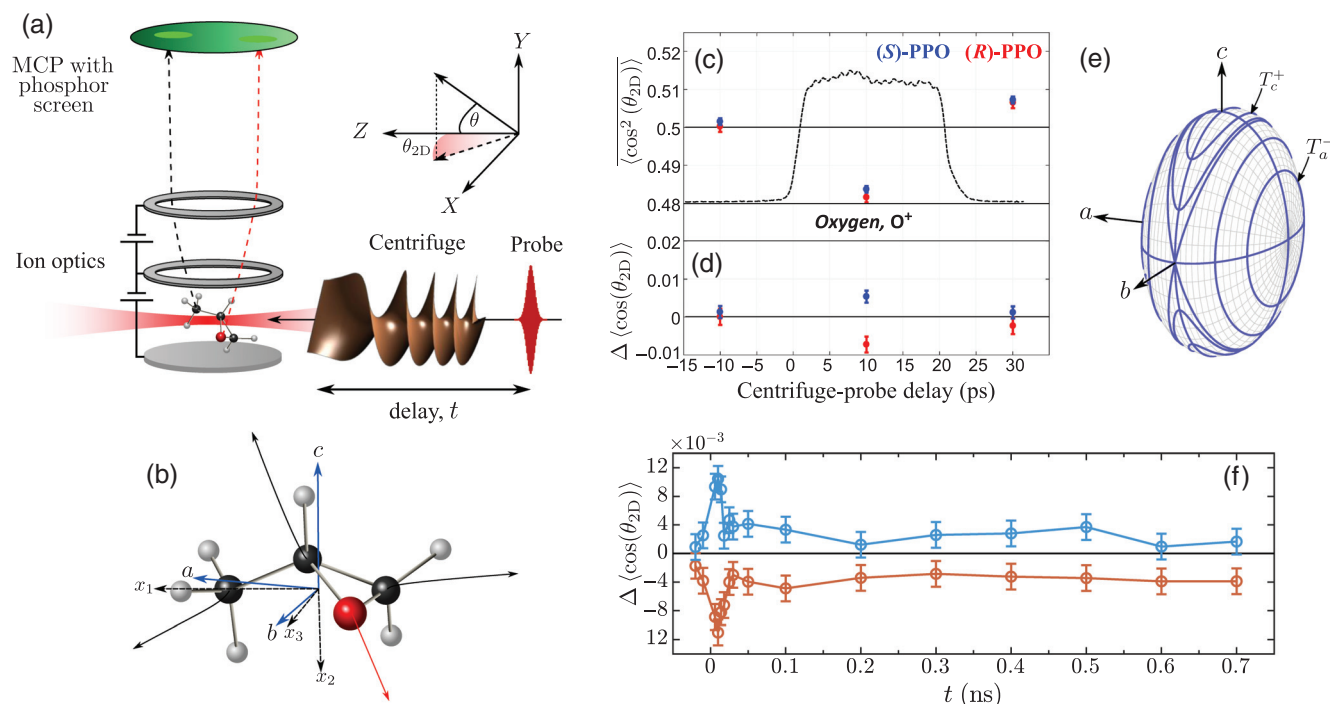 (a)
MCP with
phosphor
screen
Ion optics
Y
Z
θ
θ2D
X
Centrifuge
Probe
delay, t
(b)
c
a
x1
b
x3
x2
(c)
(S)-PPO (R)-PPO
⟨cos² (θ2D)⟩
0.52
0.51
0.5
0.49
0.48
Oxygen, O+
(d)
Δ ⟨cos(θ2D)⟩
0.02
0.01
0
−0.01
−15 −10 −5 0 5 10 15 20 25 30 35
Centrifuge-probe delay (ps)
(e)
c
Tc+
Ta−
a
b
×10−3
(f)
Δ ⟨cos(θ2D)⟩
12
8
4
0
−4
−8
12
0 0.1 0.2 0.3 0.4 0.5 0.6 0.7
t (ns)